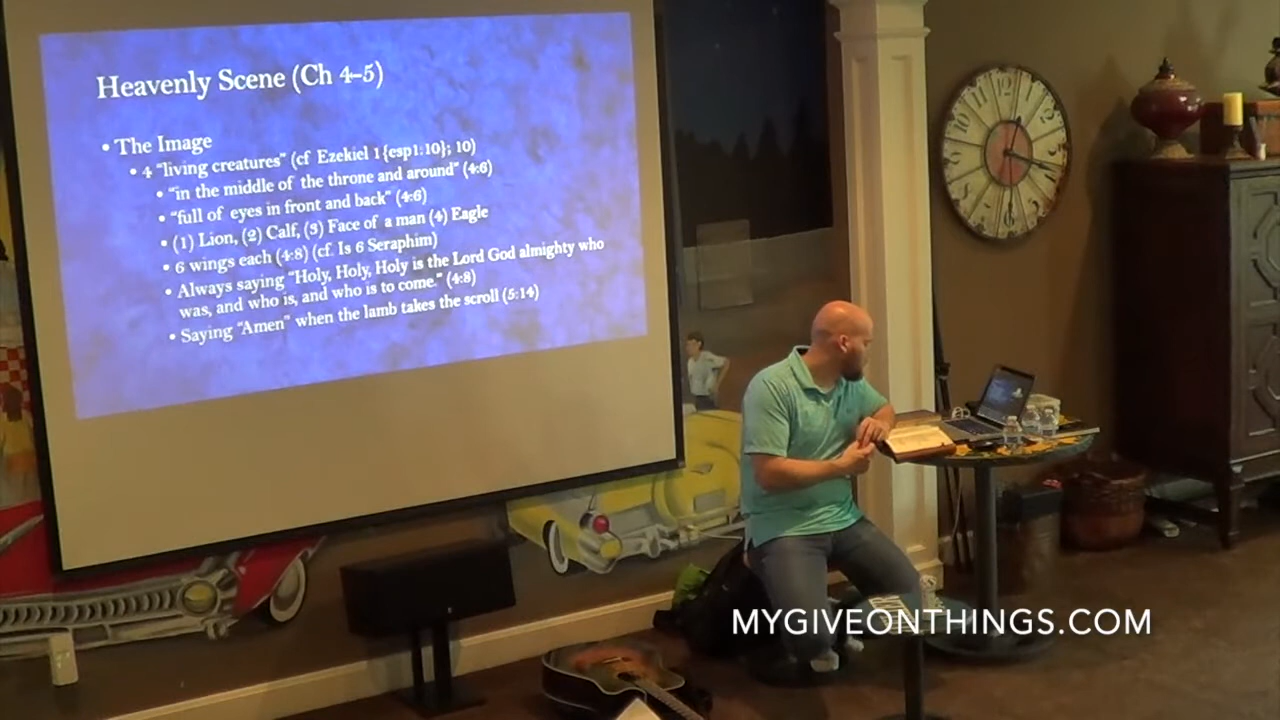 Heavenly Scene (Ch 4–5)
• The Image
• 4 "living creatures" (cf Ezekiel 1{esp1:10}; 10)
• "in the middle of the throne and around" (4:6)
• "full of eyes in front and back" (4:6)
• (1) Lion, (2) Calf, (3) Face of a man (4) Eagle
• 6 wings each (4:8) (cf. Is 6 Seraphim)
• Always saying "Holy, Holy, Holy is the Lord God almighty who
was, and who is, and who is to come." (4:8)
• Saying "Amen" when the lamb takes the scroll (5:14)
12
11
10
MYGIVEONTHINGS.COM